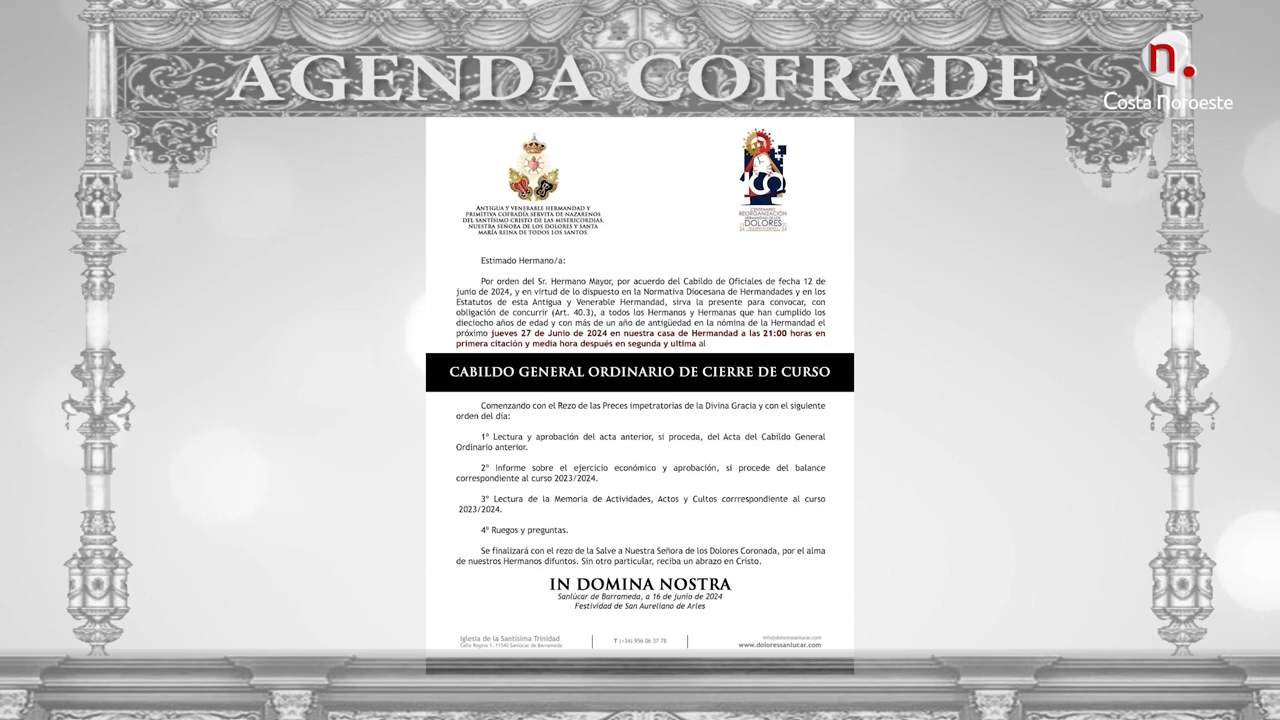 AGENDA COFRADE
n.
Costa Noroeste
ANTIGUA Y VENERABLE HERMANDAD Y
PRIMITIVA COFRADÍA SERVITA DE NAZARENOS
DEL SANTÍSIMO CRISTO DE LAS MISERICORDIAS,
NUESTRA SEÑORA DE LOS DOLORES Y SANTA
MARÍA REINA DE TODOS LOS SANTOS.
CENTENARIO
REORGANIZACIÓN
HERMANDAD DE LOS
DOLORES
Estimado Hermano/a:
Por orden del Sr. Hermano Mayor, por acuerdo del Cabildo de Oficiales de fecha 12 de
junio de 2024, y en virtud de lo dispuesto en la Normativa Diocesana de Hermandades y en los
Estatutos de esta Antigua y Venerable Hermandad, sirva la presente para convocar, con
obligación de concurrir (Art. 40.3), a todos los Hermanos y Hermanas que han cumplido los
dieciocho años de edad y con más de un año de antigüedad en la nómina de la Hermandad el
próximo jueves 27 de Junio de 2024 en nuestra casa de Hermandad a las 21:00 horas en
primera citación y media hora después en segunda y ultima al
CABILDO GENERAL ORDINARIO DE CIERRE DE CURSO
Comenzando con el Rezo de las Preces impetratorias de la Divina Gracia y con el siguiente
orden del día:
1º Lectura y aprobación del acta anterior, si proceda, del Acta del Cabildo General
Ordinario anterior.
2º Informe sobre el ejercicio económico y aprobación, si procede del balance
correspondiente al curso 2023/2024.
3º Lectura de la Memoria de Actividades, Actos y Cultos corrrespondiente al curso
2023/2024.
4º Ruegos y preguntas.
Se finalizará con el rezo de la Salve a Nuestra Señora de los Dolores Coronada, por el alma
de nuestros Hermanos difuntos. Sin otro particular, reciba un abrazo en Cristo.
IN DOMINA NOSTRA
Sanlúcar de Barrameda, a 16 de junio de 2024
Festividad de San Aureliano de Arles
Iglesia de la Santísima Trinidad
Calle Regina 1. 11540 Sanlúcar de Barrameda
T (+34) 956 06 37 78
info@doloressanlucar.com
www.doloressanlucar.com